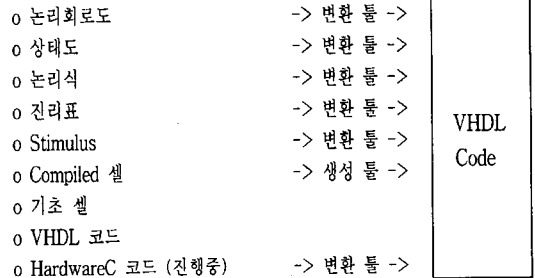 o 논리회로도 -> 변환 툴 ->
o 상태도 -> 변환 툴 ->
o 논리식 -> 변환 툴 ->
o 진리표 -> 변환 툴 ->
o Stimulus -> 변환 툴 ->
o Compiled 셀 -> 생성 툴 ->
o 기초 셀
o VHDL 코드
o HardwareC 코드 (진행중) -> 변환 툴 ->
VHDL
Code